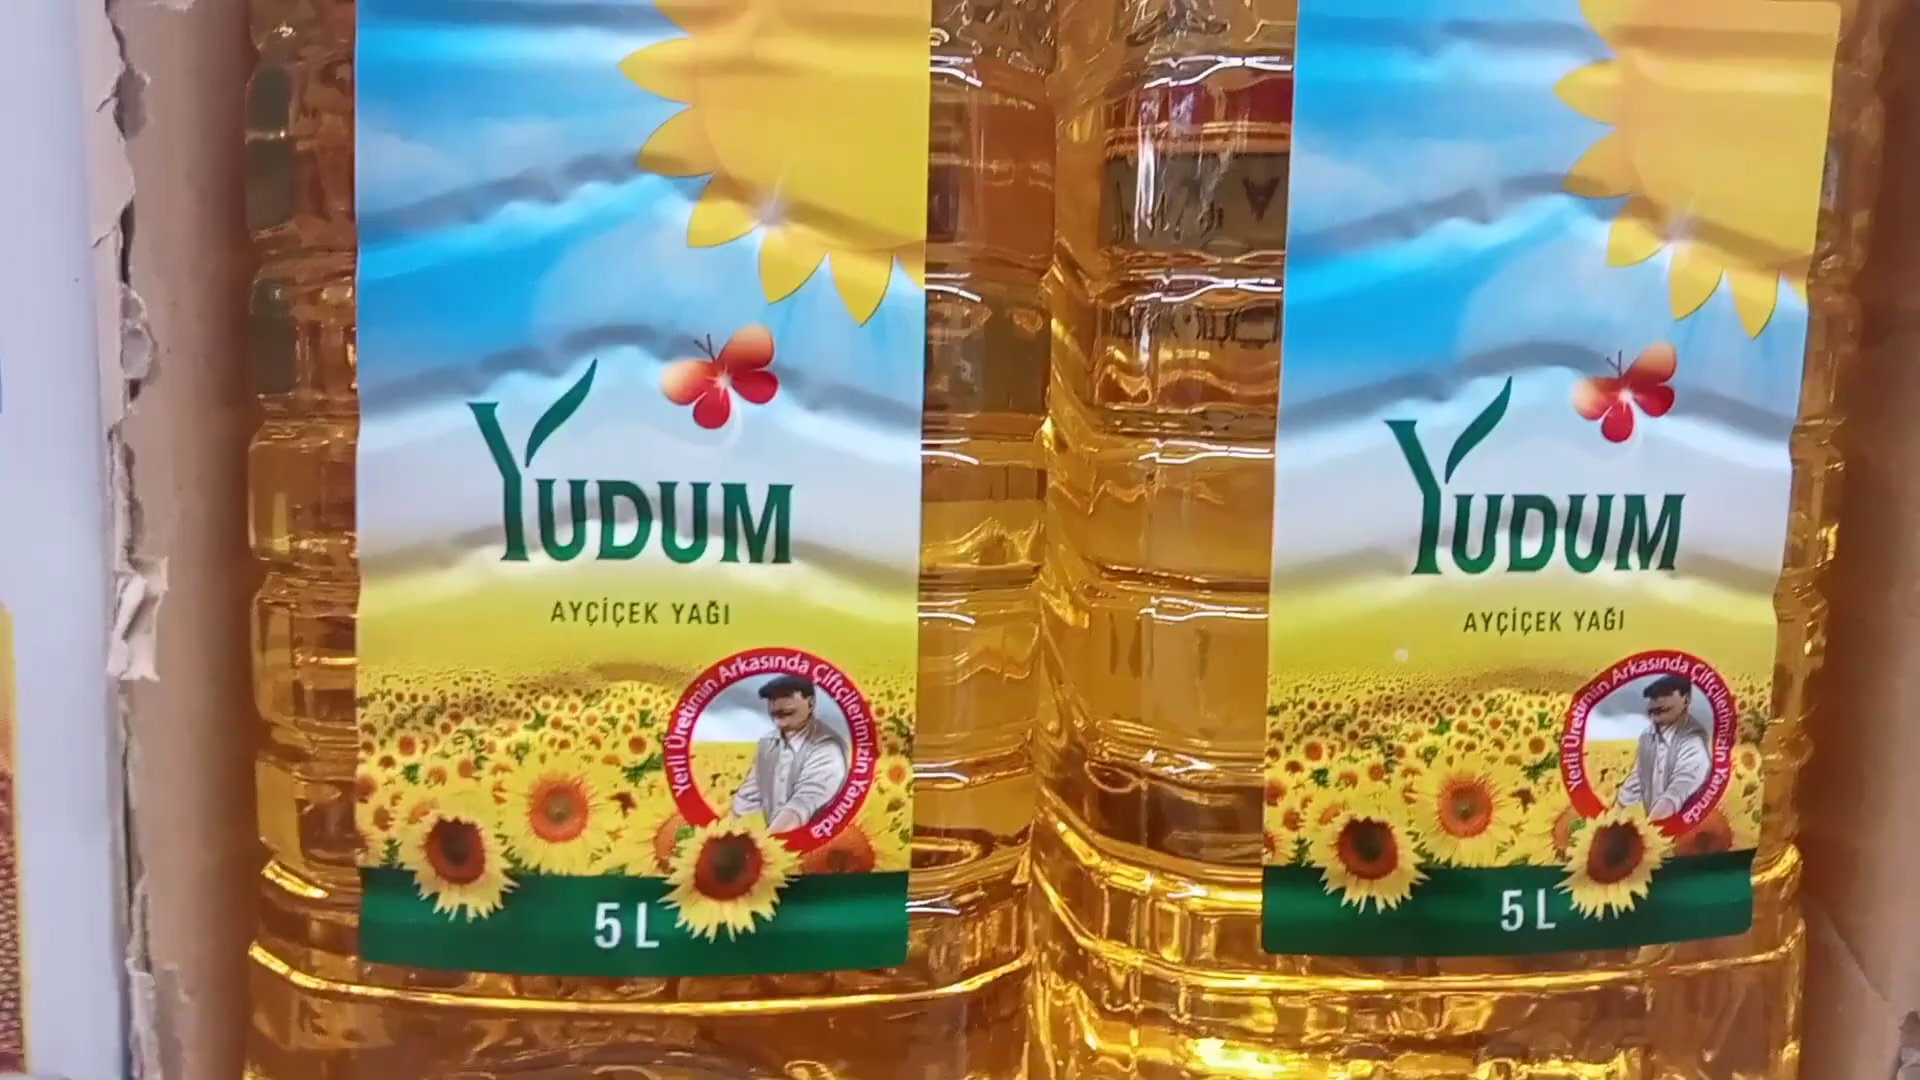 YUDUM
AYÇİÇEK YAĞI
Yerli Üretimin Arkasında Çiftçilerimizin Yanında
5 L
YUDUM
AYÇİÇEK YAĞI
Yerli Üretimin Arkasında Çiftçilerimizin Yanında
5 L